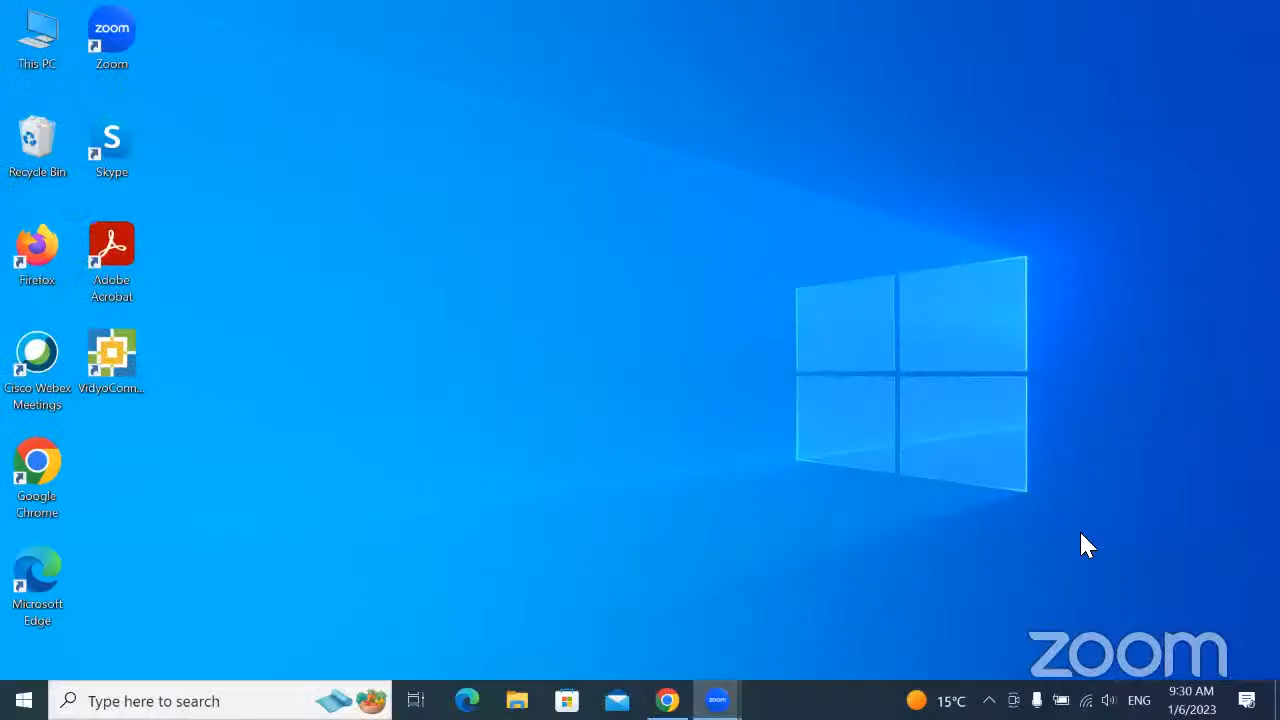 This PC
zoom
Zoom
Recycle Bin
S
Skype
Firefox
Adobe
Acrobat
Cisco Webex
Meetings
VidyoConn...
Google
Chrome
Microsoft
Edge
zoom
Type here to search
zoom
15°C
ENG
9:30 AM
1/6/2023